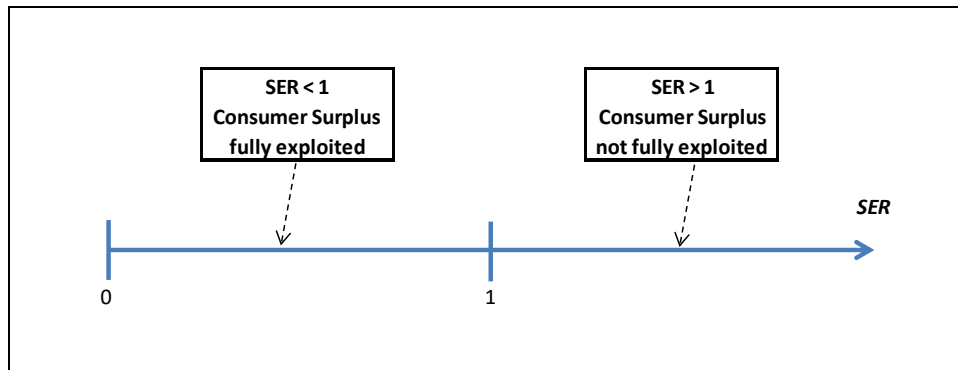 SER < 1
Consumer Surplus
fully exploited
SER > 1
Consumer Surplus
not fully exploited
SER
0
1